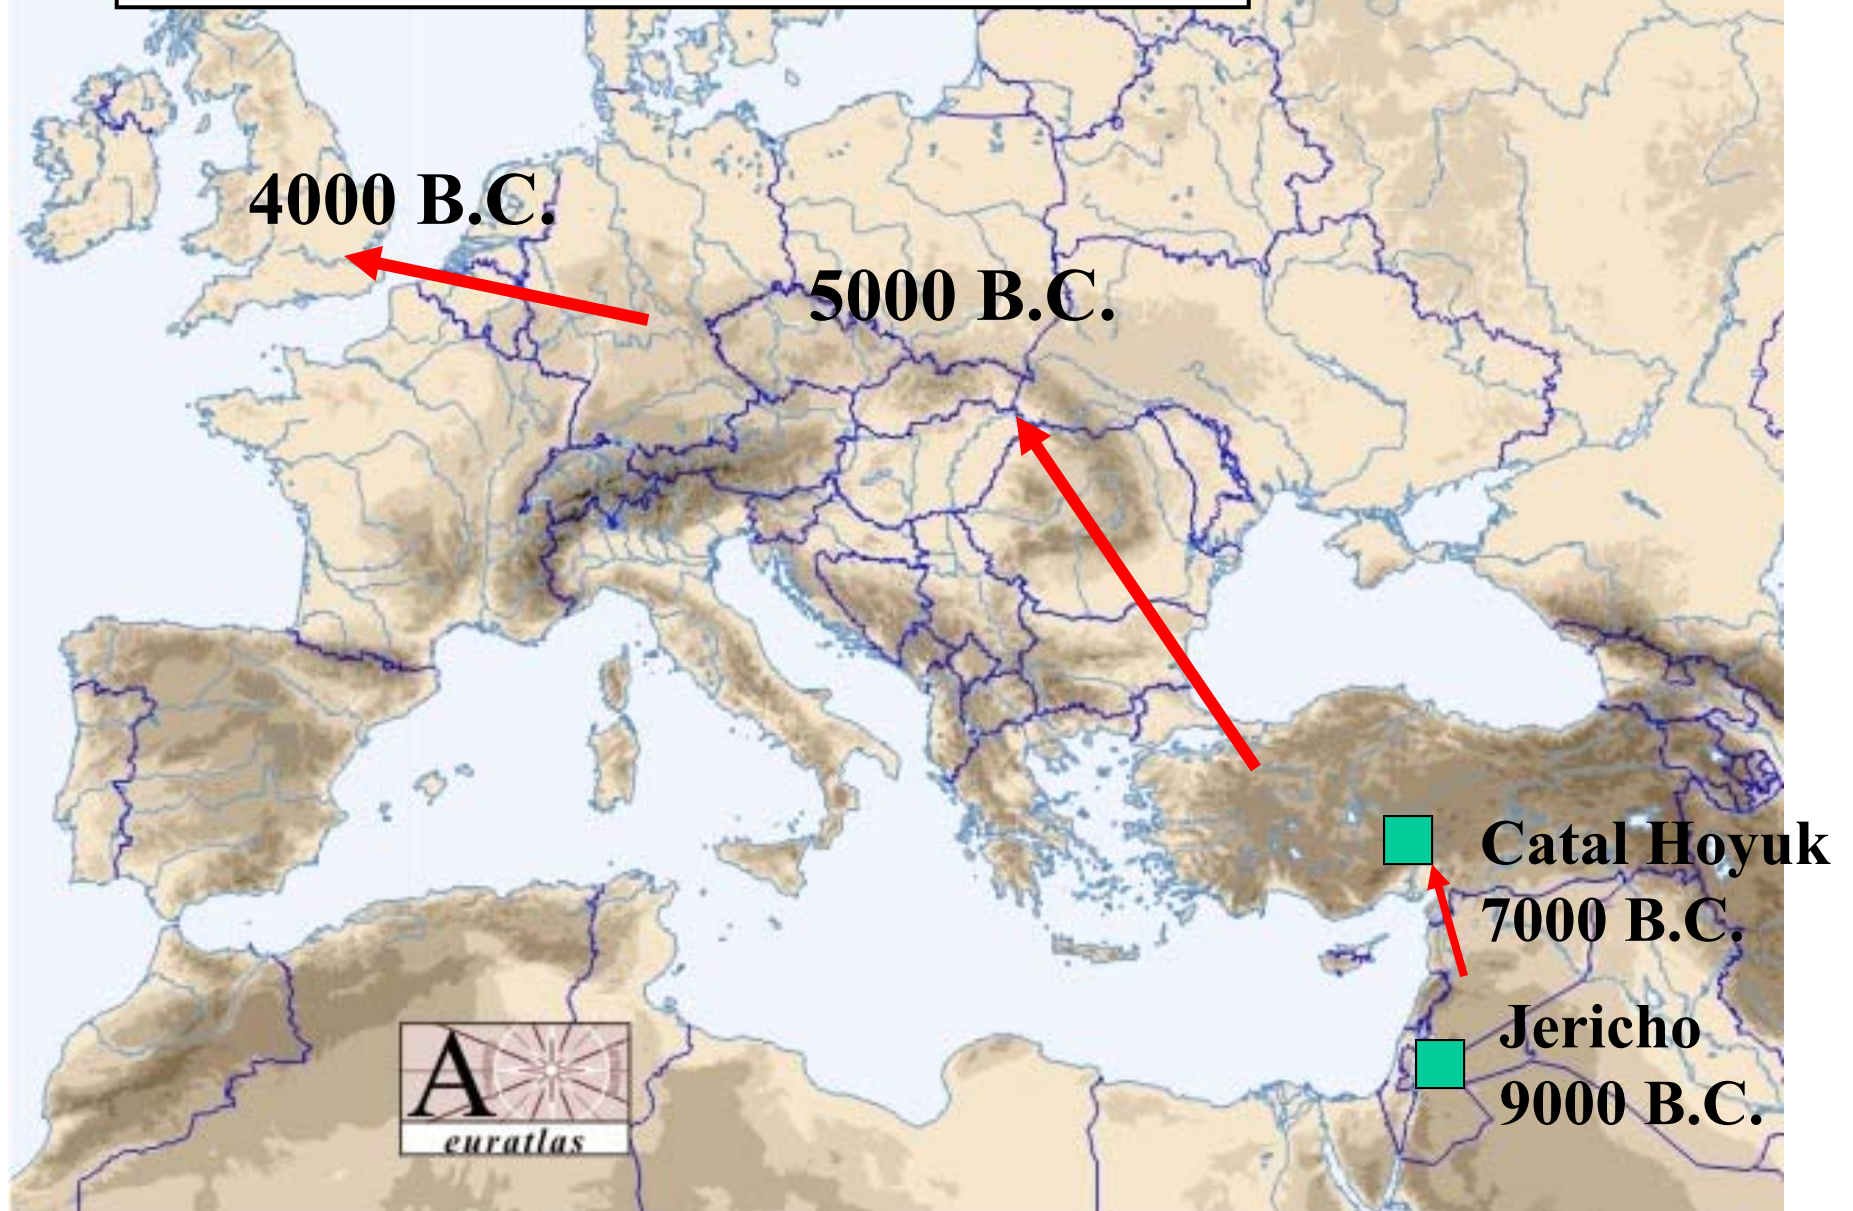 4000 B.C.
5000 B.C.
Catal Hoyuk
7000 B.C.
Jericho
9000 B.C.
A
euratlas